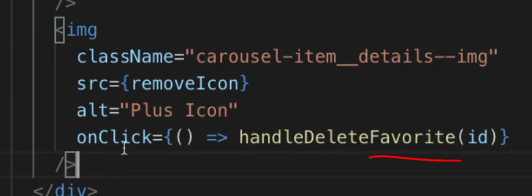 />
<img
className="carousel-item__details--img"
src={removeIcon}
alt="Plus Icon"
onClick={() => handleDeleteFavorite(id)}
/>
</div>